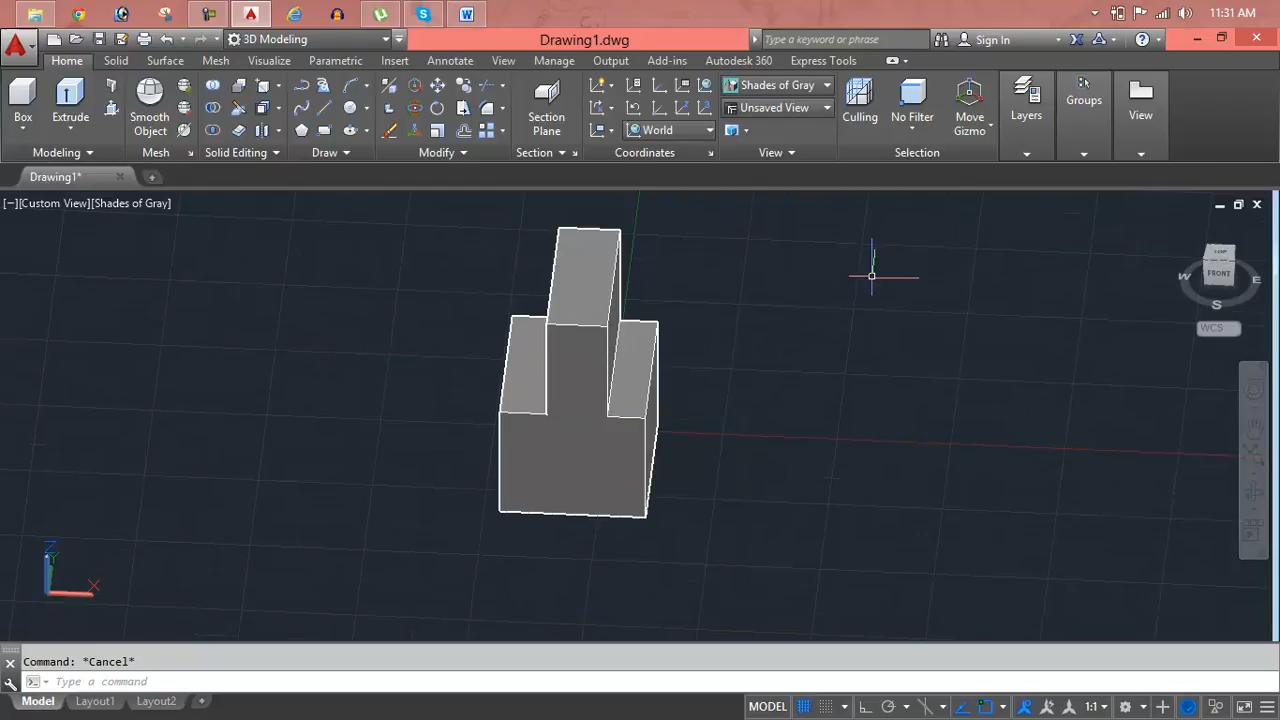 11:31 AM
3D Modeling
Drawing1.dwg
Type a keyword or phrase
Sign In
Home Solid Surface Mesh Visualize Parametric Insert Annotate View Manage Output Add-ins Autodesk 360 Express Tools
Shades of Gray
Unsaved View
World
Box
Extrude
Smooth
Object
Section
Plane
Culling
No Filter
Move
Gizmo
Layers
Groups
View
Modeling
Mesh
Solid Editing
Draw
Modify
Section
Coordinates
View
Selection
Drawing1*
[−][Custom View][Shades of Gray]
FRONT
W
E
S
WCS
Z
Y
X
Command: *Cancel*
Type a command
Model Layout1 Layout2
MODEL
1:1